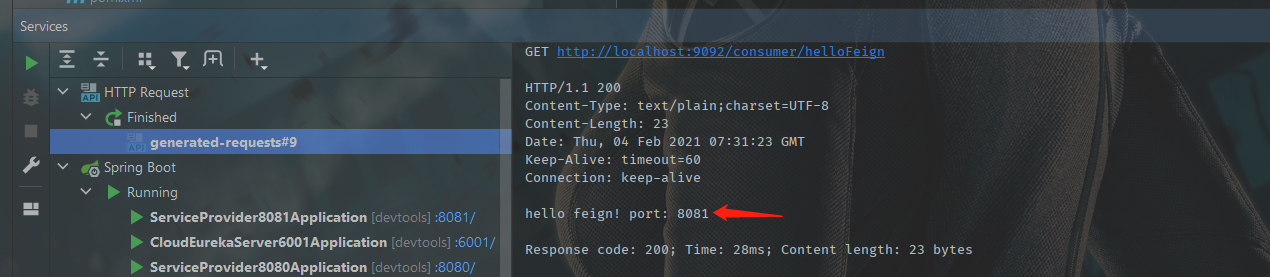 Services
HTTP Request
Finished
generated-requests#9
Spring Boot
Running
ServiceProvider8081Application [devtools] :8081/
CloudEurekaServer6001Application [devtools] :6001/
ServiceProvider8080Application [devtools] :8080/
GET http://localhost:9092/consumer/helloFeign
HTTP/1.1 200
Content-Type: text/plain;charset=UTF-8
Content-Length: 23
Date: Thu, 04 Feb 2021 07:31:23 GMT
Keep-Alive: timeout=60
Connection: keep-alive
hello feign! port: 8081
Response code: 200; Time: 28ms; Content length: 23 bytes